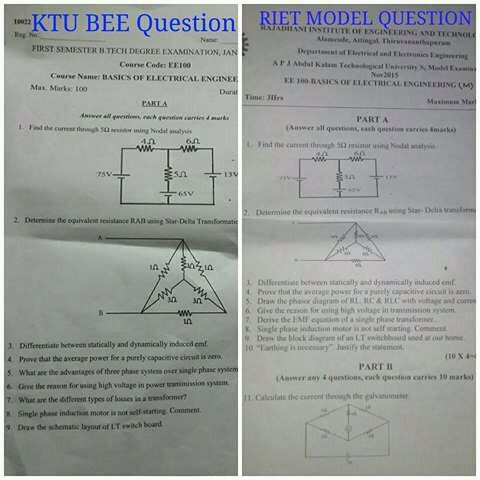 KTU BEE Question
10022
Reg. No.
Name:
FIRST SEMESTER B.TECH DEGREE EXAMINATION, JAN
Course Code: EE100
Course Name: BASICS OF ELECTRICAL ENGINEE
Max. Marks: 100
PART A
Answer all questions, each question carries 4 marks
1. Find the current through 5Ω resistor using Nodal analysis
4Ω 6Ω
75V 5Ω 13V
65V
2. Determine the equivalent resistance RAB using Star-Delta Transformatio
A
1Ω 3Ω 1Ω
3Ω 3Ω
B
1Ω
3 Differentiate between statically and dynamically induced emf.
4 Prove that the average power for a purely capacitive circuit is zero.
5 What are the advantages of three phase system over single phase system
6 Give the reason for using high voltage in power transmission system.
7 What are the different types of losses in a transformer?
8 Single phase induction motor is not self-starting. Comment.
9 Draw the schematic layout of LT switch board.
RIET MODEL QUESTION
RAJADHANI INSTITUTE OF ENGINEERING AND TECHNOLO
Alamcode, Attingal, Thiruvananthapuram
Department of Electrical and Electronics Engineering
A P J Abdul Kalam Technological University S, Model Examina
Nov2015
EE 100-BASICS OF ELECTRICAL ENGINEERING (M)
Time: 3Hrs
Maximum Mar
PART A
(Answer all questions, each question carries 4marks)
1. Find the current through 5Ω resistor using Nodal analysis.
4Ω 6Ω
75V 5Ω 13V
65V
2. Determine the equivalent resistance RAB using Star- Delta transforma
3. Differentiate between statically and dynamically induced emf.
4. Prove that the average power for a purely capacitive circuit is zero.
5. Draw the phasor diagram of RL, RC & RLC with voltage and curren
6. Give the reason for using high voltage in transmission system.
7. Derive the EMF equation of a single phase transformer.
8. Single phase induction motor is not self starting. Comment.
9. Draw the block diagram of an LT switchboard used at our home.
10. "Earthing is necessary". Justify the statement.
(10 X 4=
PART B
(Answer any 4 questions, each question carries 10 marks)
11. Calculate the current through the galvanometer.